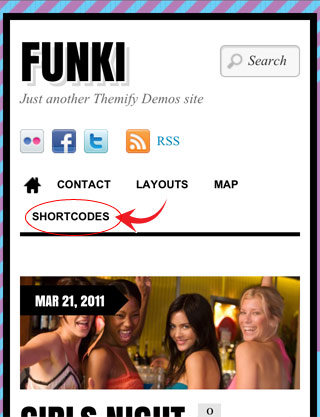 FUNKI
Search
Just another Themify Demos site
RSS
CONTACT LAYOUTS MAP
SHORTCODES
MAR 21, 2011
GIRLS NIGHT
0